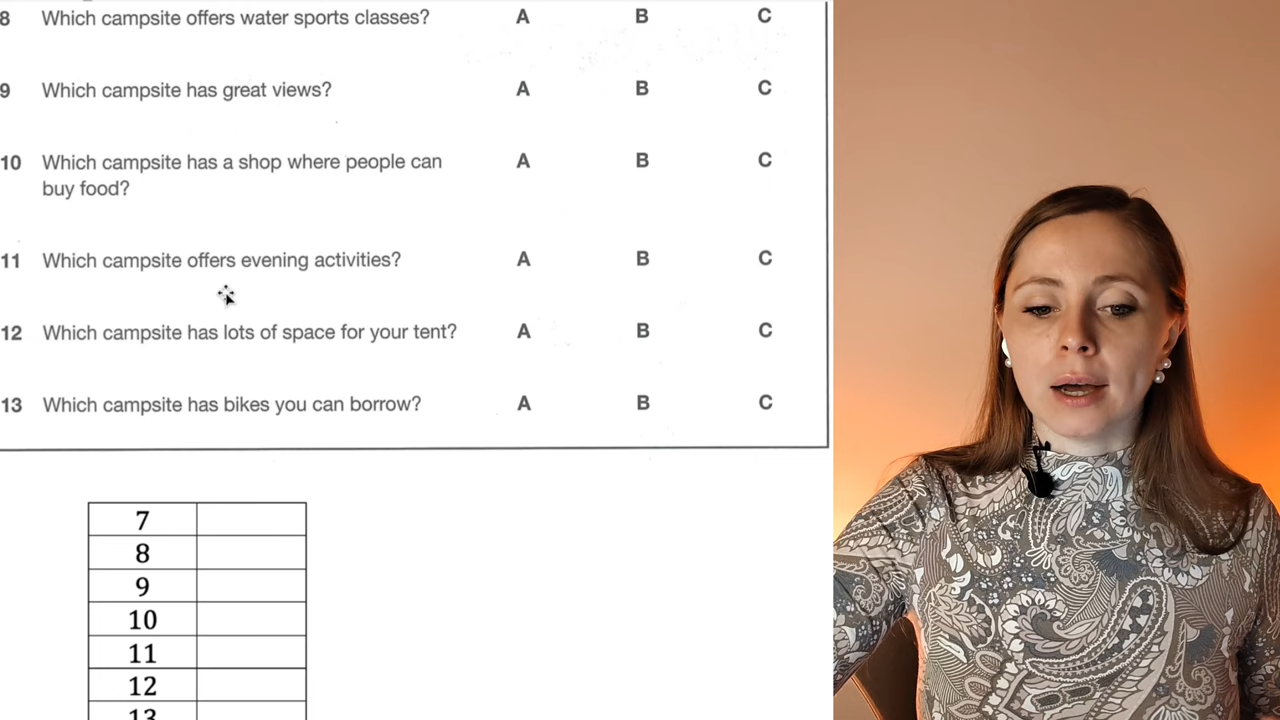 8 Which campsite offers water sports classes? A B C
9 Which campsite has great views? A B C
10 Which campsite has a shop where people can A B C
buy food?
11 Which campsite offers evening activities? A B C
12 Which campsite has lots of space for your tent? A B C
13 Which campsite has bikes you can borrow? A B C
7
8
9
10
11
12
13